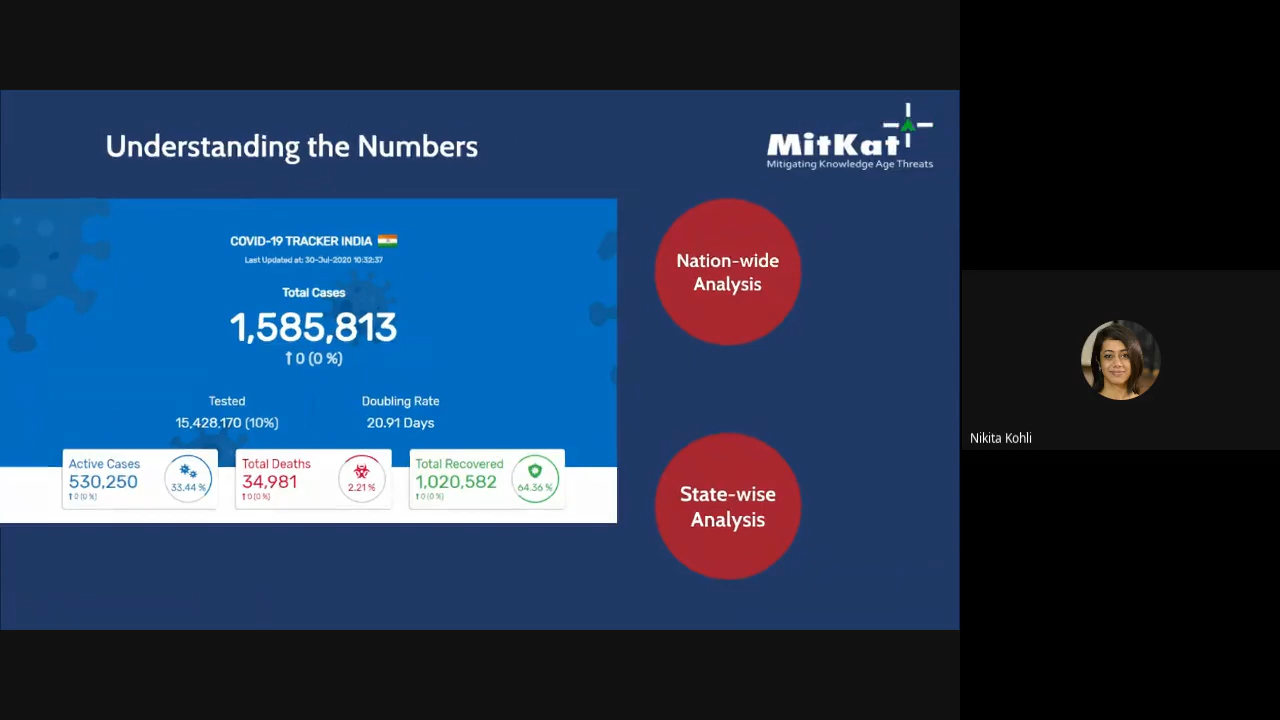 Understanding the Numbers
MitKat
Mitigating Knowledge Age Threats
COVID-19 TRACKER INDIA
Last Updated at: 30-Jul-2020 10:32:37
Total Cases
1,585,813
↑ 0 (0 %)
Tested
15,428,170 (10%)
Doubling Rate
20.91 Days
Active Cases
530,250
↑ 0 (0 %)
33.44 %
Total Deaths
34,981
↑ 0 (0 %)
2.21 %
Total Recovered
1,020,582
↑ 0 (0 %)
64.36 %
Nation-wide
Analysis
State-wise
Analysis
Nikita Kohli